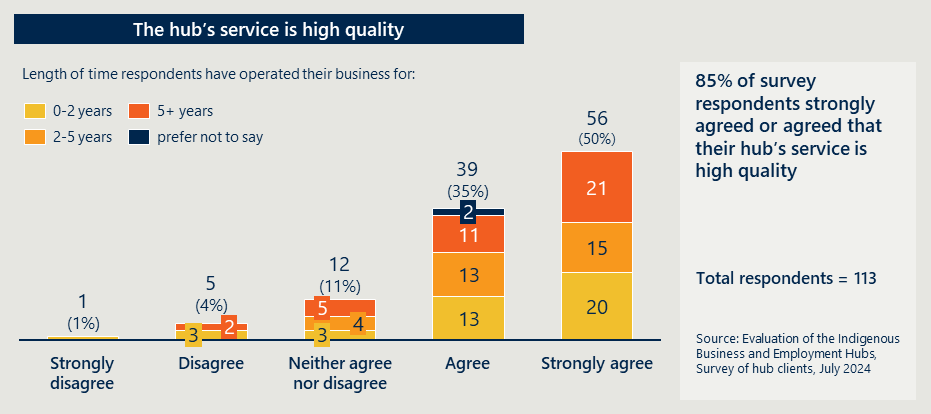 The hub's service is high quality
Length of time respondents have operated their business for:
0-2 years
5+ years
2-5 years
prefer not to say
1
(1%)
5
(4%)
3
2
12
(11%)
5
4
3
39
(35%)
2
11
13
13
56
(50%)
21
15
20
Strongly
disagree
Disagree
Neither agree
nor disagree
Agree
Strongly agree
85% of survey
respondents strongly
agreed or agreed that
their hub's service is
high quality
Total respondents = 113
Source: Evaluation of the Indigenous
Business and Employment Hubs,
Survey of hub clients, July 2024